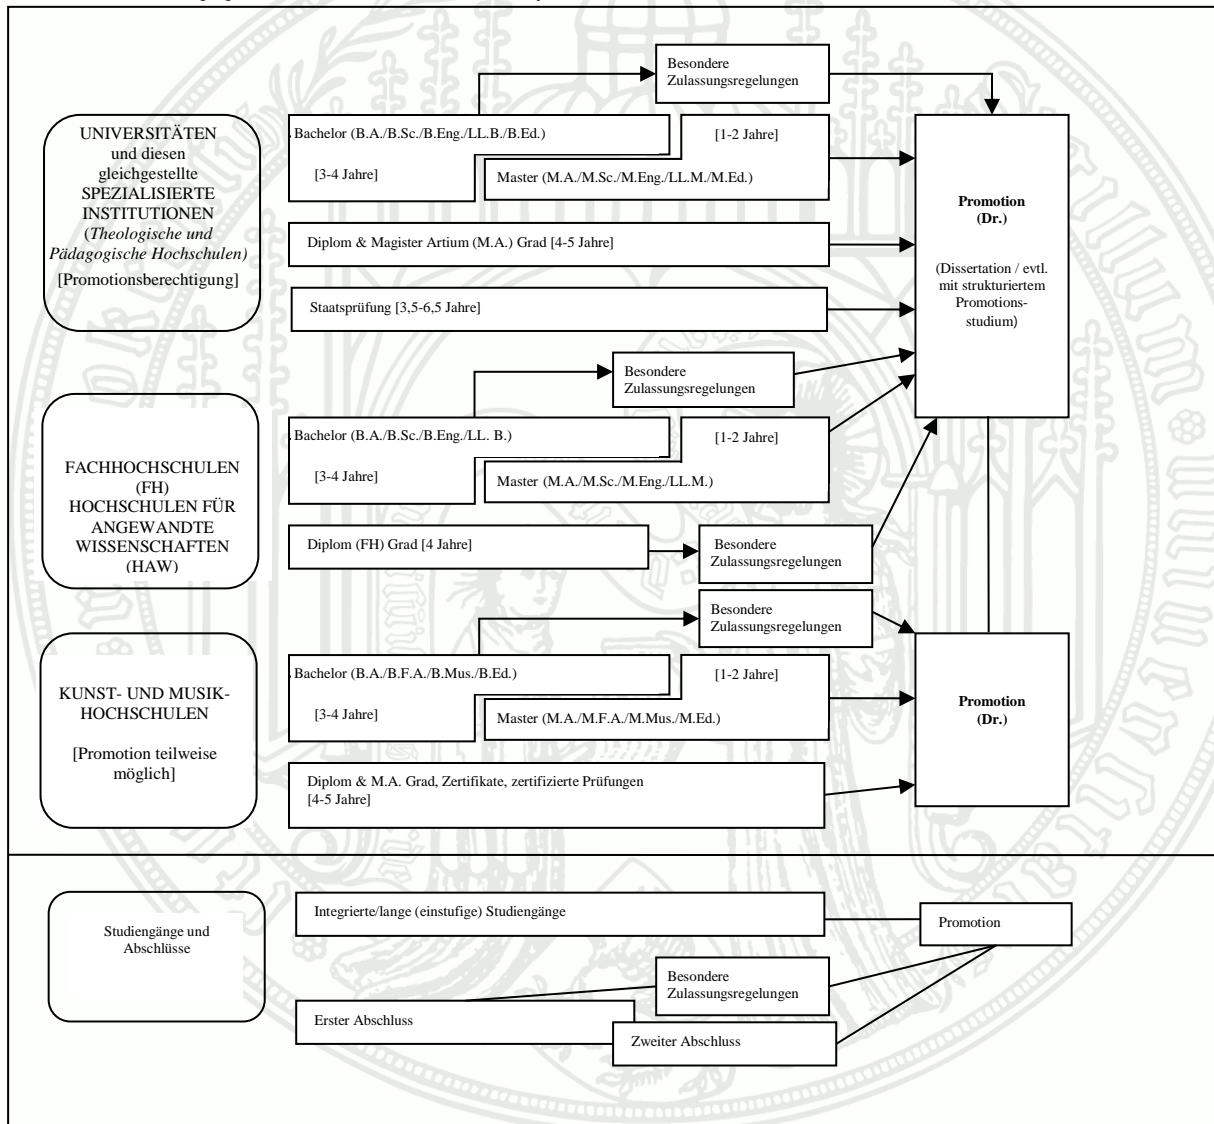 Besondere
Zulassungsregelungen
UNIVERSITÄTEN
und diesen
gleichgestellte
SPEZIALISIERTE
INSTITUTIONEN
(Theologische und
Pädagogische Hochschulen)
[Promotionsberechtigung]
Bachelor (B.A./B.Sc./B.Eng./LL.B./B.Ed.)
[1-2 Jahre]
[3-4 Jahre]
Master (M.A./M.Sc./M.Eng./LL.M./M.Ed.)
Diplom & Magister Artium (M.A.) Grad [4-5 Jahre]
Staatsprüfung [3,5-6,5 Jahre]
Promotion
(Dr.)
(Dissertation / evtl.
mit strukturiertem
Promotions-
studium)
FACHHOCHSCHULEN
(FH)
HOCHSCHULEN FÜR
ANGEWANDTE
WISSENSCHAFTEN
(HAW)
Besondere
Zulassungsregelungen
Bachelor (B.A./B.Sc./B.Eng./LL. B.)
[1-2 Jahre]
[3-4 Jahre]
Master (M.A./M.Sc./M.Eng./LL.M.)
Diplom (FH) Grad [4 Jahre]
Besondere
Zulassungsregelungen
KUNST- UND MUSIK-
HOCHSCHULEN
[Promotion teilweise
möglich]
Besondere
Zulassungsregelungen
Bachelor (B.A./B.F.A./B.Mus./B.Ed.)
[1-2 Jahre]
[3-4 Jahre]
Master (M.A./M.F.A./M.Mus./M.Ed.)
Diplom & M.A. Grad, Zertifikate, zertifizierte Prüfungen
[4-5 Jahre]
Promotion
(Dr.)
Studiengänge und
Abschlüsse
Integrierte/lange (einstufige) Studiengänge
Promotion
Besondere
Zulassungsregelungen
Erster Abschluss
Zweiter Abschluss